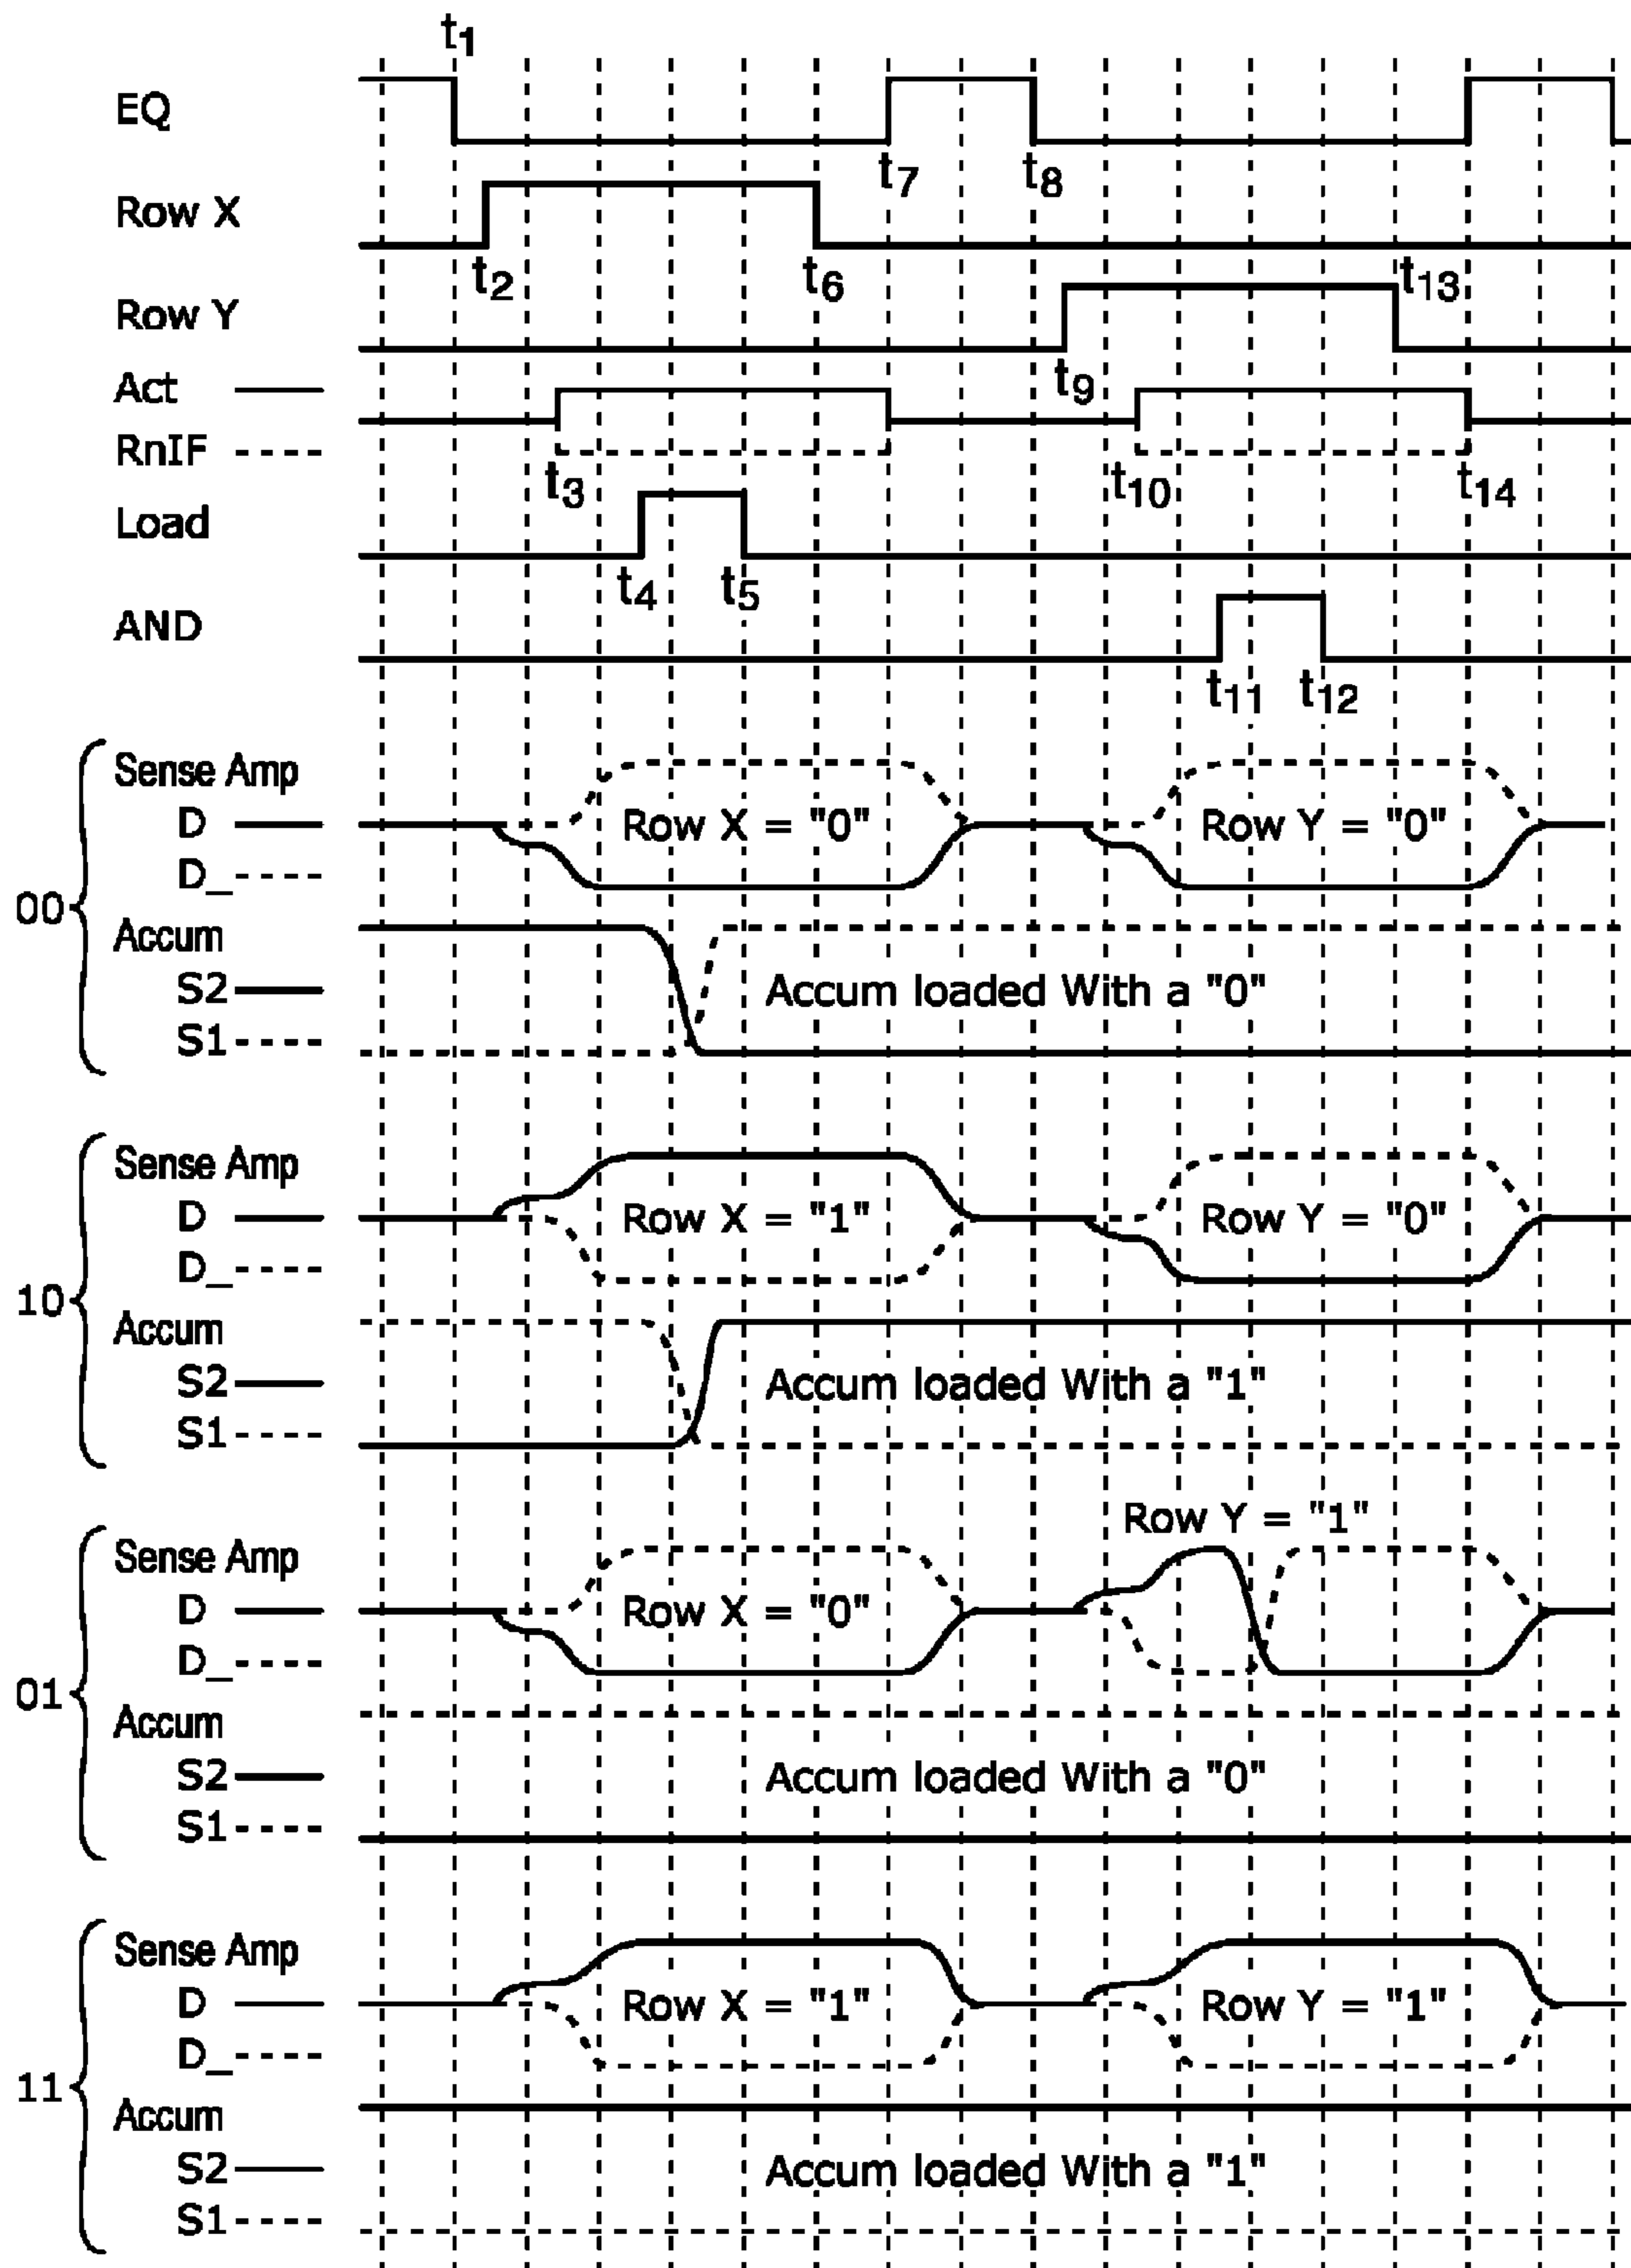 t1
EQ
t7 t8
Row X
t2 t6 t13
Row Y
t9
Act
RnIF
t3 t10 t14
Load
t4 t5
AND
t11 t12
00
Sense Amp
D Row X = "0" Row Y = "0"
D_
Accum
S2 Accum loaded With a "0"
S1
10
Sense Amp
D Row X = "1" Row Y = "0"
D_
Accum
S2 Accum loaded With a "1"
S1
01
Row Y = "1"
Sense Amp
D Row X = "0"
D_
Accum
S2 Accum loaded With a "0"
S1
11
Sense Amp
D Row X = "1" Row Y = "1"
D_
Accum
S2 Accum loaded With a "1"
S1